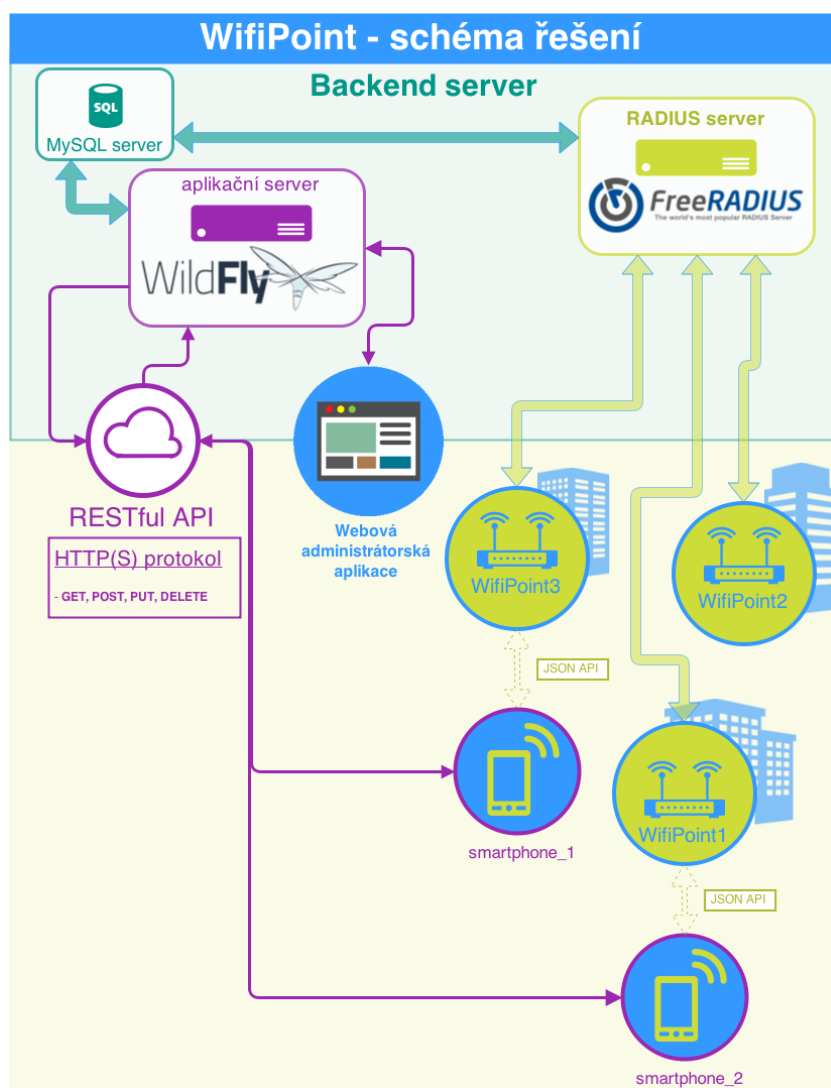 WifiPoint - schéma řešení
Backend server
SQL
MySQL server
RADIUS server
FreeRADIUS
The world's most popular RADIUS Server
aplikační server
WildFly
RESTful API
HTTP(S) protokol
- GET, POST, PUT, DELETE
Webová
administrátorská
aplikace
WifiPoint3
WifiPoint2
JSON API
smartphone_1
WifiPoint1
JSON API
smartphone_2